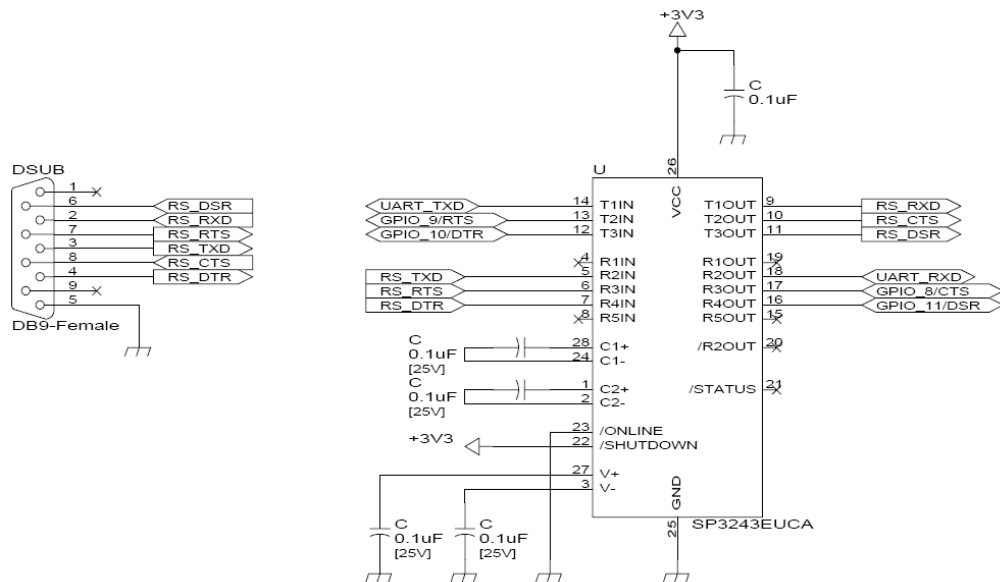 +3V3
C
0.1uF
DSUB
1
6 RS_DSR
2 RS_RXD
7 RS_RTS
3 RS_TXD
8 RS_CTS
4 RS_DTR
9
5
DB9-Female
U
26
VCC
UART_TXD 14 T1IN T1OUT 9 RS_RXD
GPIO_9/RTS 13 T2IN T2OUT 10 RS_CTS
GPIO_10/DTR 12 T3IN T3OUT 11 RS_DSR
4 R1IN R1OUT 19
RS_TXD 5 R2IN R2OUT 18 UART_RXD
RS_RTS 6 R3IN R3OUT 17 GPIO_8/CTS
RS_DTR 7 R4IN R4OUT 16 GPIO_11/DSR
8 R5IN R5OUT 15
C
0.1uF
[25V]
28 C1+ /R2OUT 20
24 C1-
C
0.1uF
[25V]
1 C2+ /STATUS 21
2 C2-
23 /ONLINE
+3V3 22 /SHUTDOWN
27 V+
3 V-
C
0.1uF
[25V]
C
0.1uF
[25V]
GND
25
SP3243EUCA